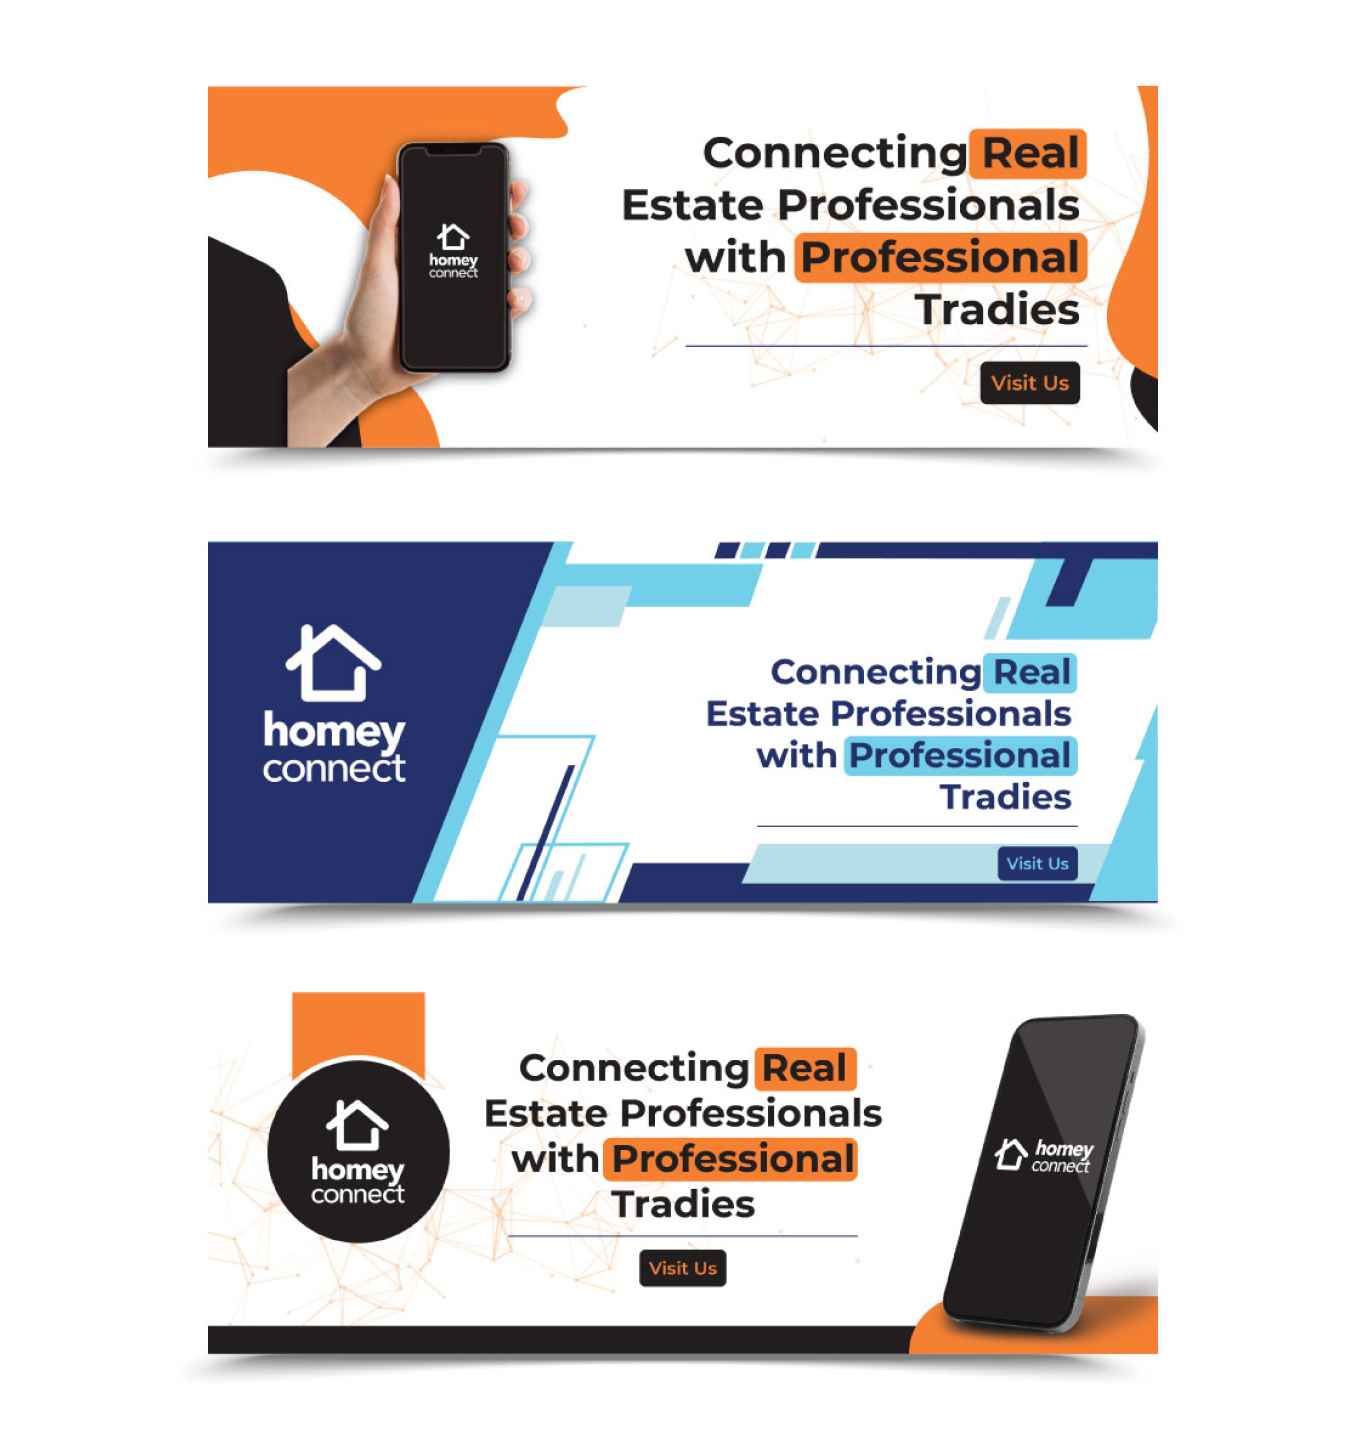 homey
connect
Connecting Real
Estate Professionals
with Professional
Tradies
Visit Us
homey
connect
Connecting Real
Estate Professionals
with Professional
Tradies
Visit Us
homey
connect
Connecting Real
Estate Professionals
with Professional
Tradies
Visit Us
homey
connect